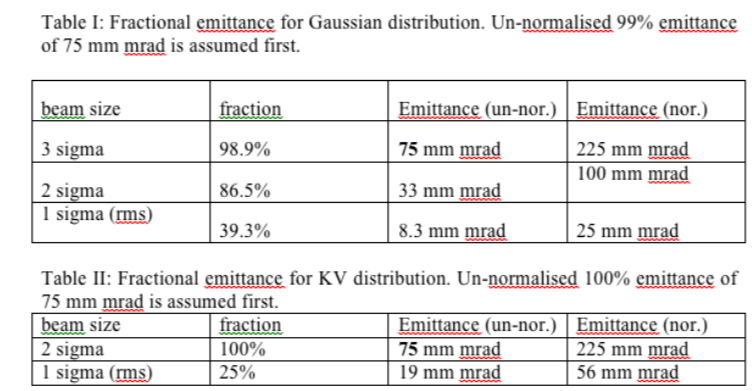 Table I: Fractional emittance for Gaussian distribution. Un-normalised 99% emittance
of 75 mm mrad is assumed first.
beam size fraction Emittance (un-nor.) Emittance (nor.)
3 sigma 98.9% 75 mm mrad 225 mm mrad
2 sigma 86.5% 33 mm mrad 100 mm mrad
1 sigma (rms) 39.3% 8.3 mm mrad 25 mm mrad
Table II: Fractional emittance for KV distribution. Un-normalised 100% emittance of
75 mm mrad is assumed first.
beam size fraction Emittance (un-nor.) Emittance (nor.)
2 sigma 100% 75 mm mrad 225 mm mrad
1 sigma (rms) 25% 19 mm mrad 56 mm mrad